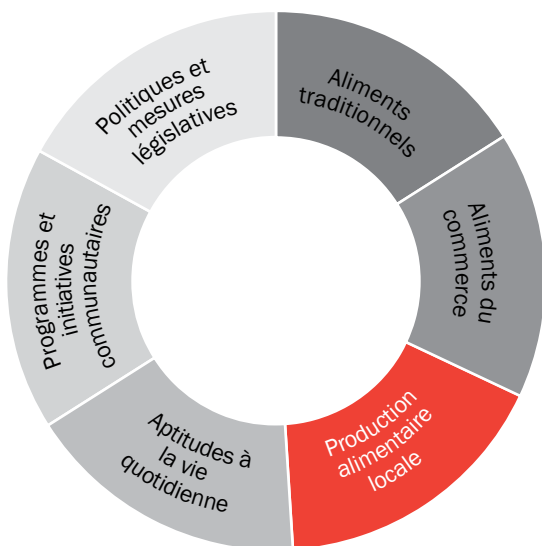 Aliments
traditionnels
Aliments du
commerce
Production
alimentaire
locale
Aptitudes à
la vie
quotidienne
Programmes et
initiatives
communautaires
Politiques et
mesures
législatives